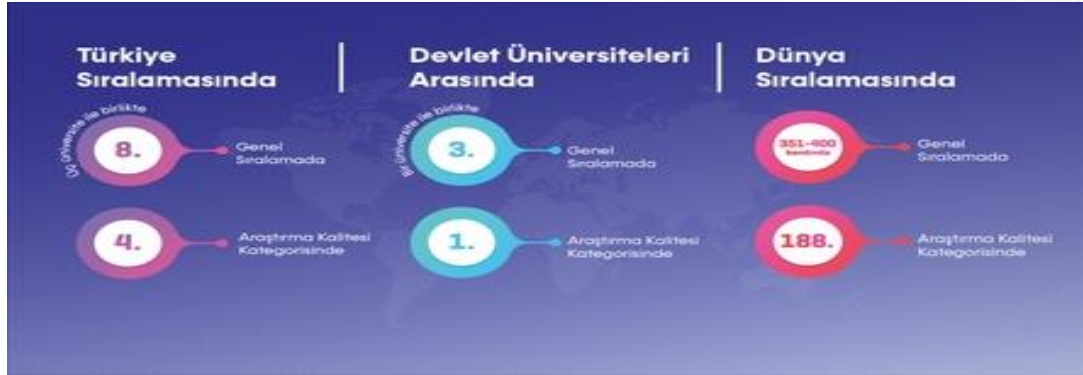 Türkiye
Sıralamasında
Üç üniversite ile birlikte
8.
Genel
Sıralamada
4.
Araştırma Kalitesi
Kategorisinde
Devlet Üniversiteleri
Arasında
Bir üniversite ile birlikte
3.
Genel
Sıralamada
1.
Araştırma Kalitesi
Kategorisinde
Dünya
Sıralamasında
351-400
bandında
Genel
Sıralamada
188.
Araştırma Kalitesi
Kategorisinde